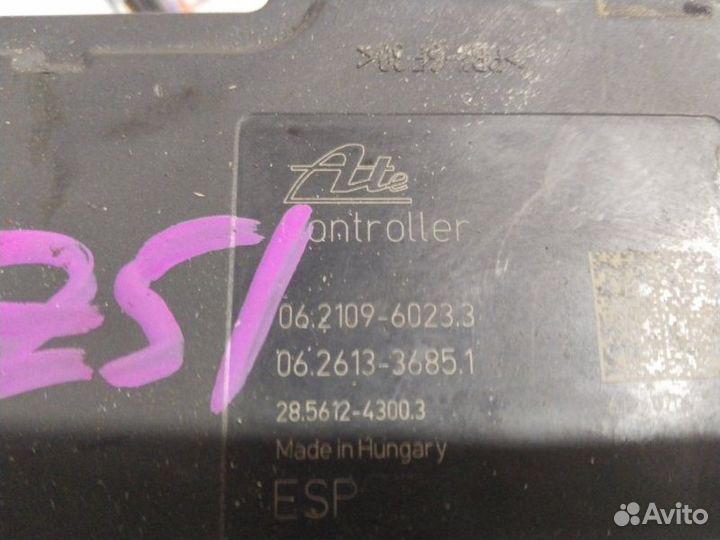 Ate
Controller
251
06.2109-6023.3
06.2613-3685.1
28.5612-4300.3
Made in Hungary
ESP
Avito